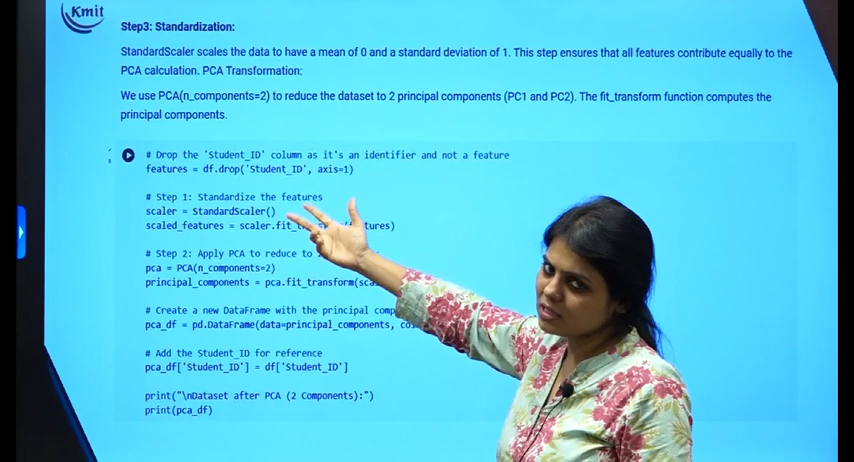 Kmit
Step3: Standardization:
StandardScaler scales the data to have a mean of 0 and a standard deviation of 1. This step ensures that all features contribute equally to the
PCA calculation. PCA Transformation:
We use PCA(n_components=2) to reduce the dataset to 2 principal components (PC1 and PC2). The fit_transform function computes the
principal components.
# Drop the 'Student_ID' column as it's an identifier and not a feature
features = df.drop('Student_ID', axis=1)
# Step 1: Standardize the features
scaler = StandardScaler()
scaled_features =
# Step 2: Apply PCA to reduce to
pca = PCA(n_components=2)
principal_components = pca.fit_transform(
# Create a new DataFrame with the principal
pca_df = pd.DataFrame(data=principal_components,
# Add the Student_ID for reference
pca_df['Student_ID'] = df['Student_ID']
print("\nDataset after PCA (2 Components):")
print(pca_df)